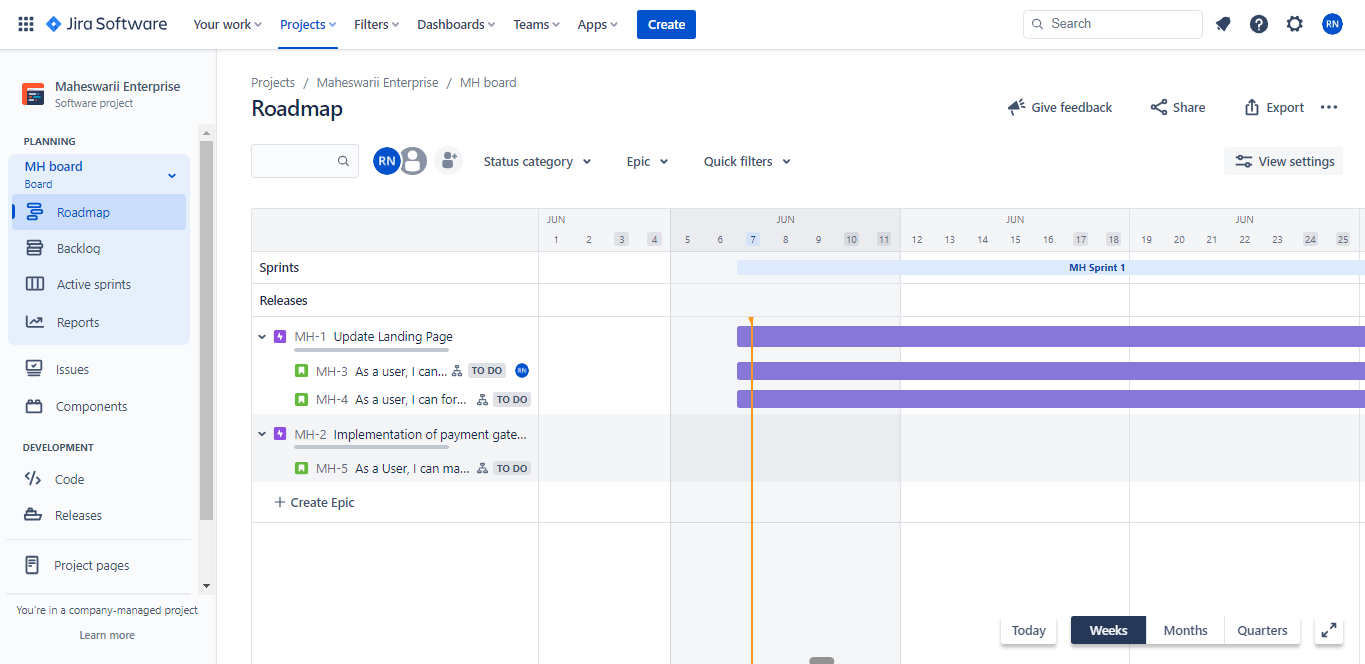 Jira Software Your work Projects Filters Dashboards Teams Apps Create Search RN
Maheswarii Enterprise
Software project
PLANNING
MH board
Board
Roadmap
Backlog
Active sprints
Reports
Issues
Components
DEVELOPMENT
Code
Releases
Project pages
You're in a company-managed project
Learn more
Projects / Maheswarii Enterprise / MH board
Roadmap
Give feedback Share Export
RN Status category Epic Quick filters View settings
JUN JUN JUN JUN
1 2 3 4 5 6 7 8 9 10 11 12 13 14 15 16 17 18 19 20 21 22 23 24 25
Sprints MH Sprint 1
Releases
MH-1 Update Landing Page
MH-3 As a user, I can... TO DO RN
MH-4 As a user, I can for... TO DO
MH-2 Implementation of payment gate...
MH-5 As a User, I can ma... TO DO
+ Create Epic
Today Weeks Months Quarters